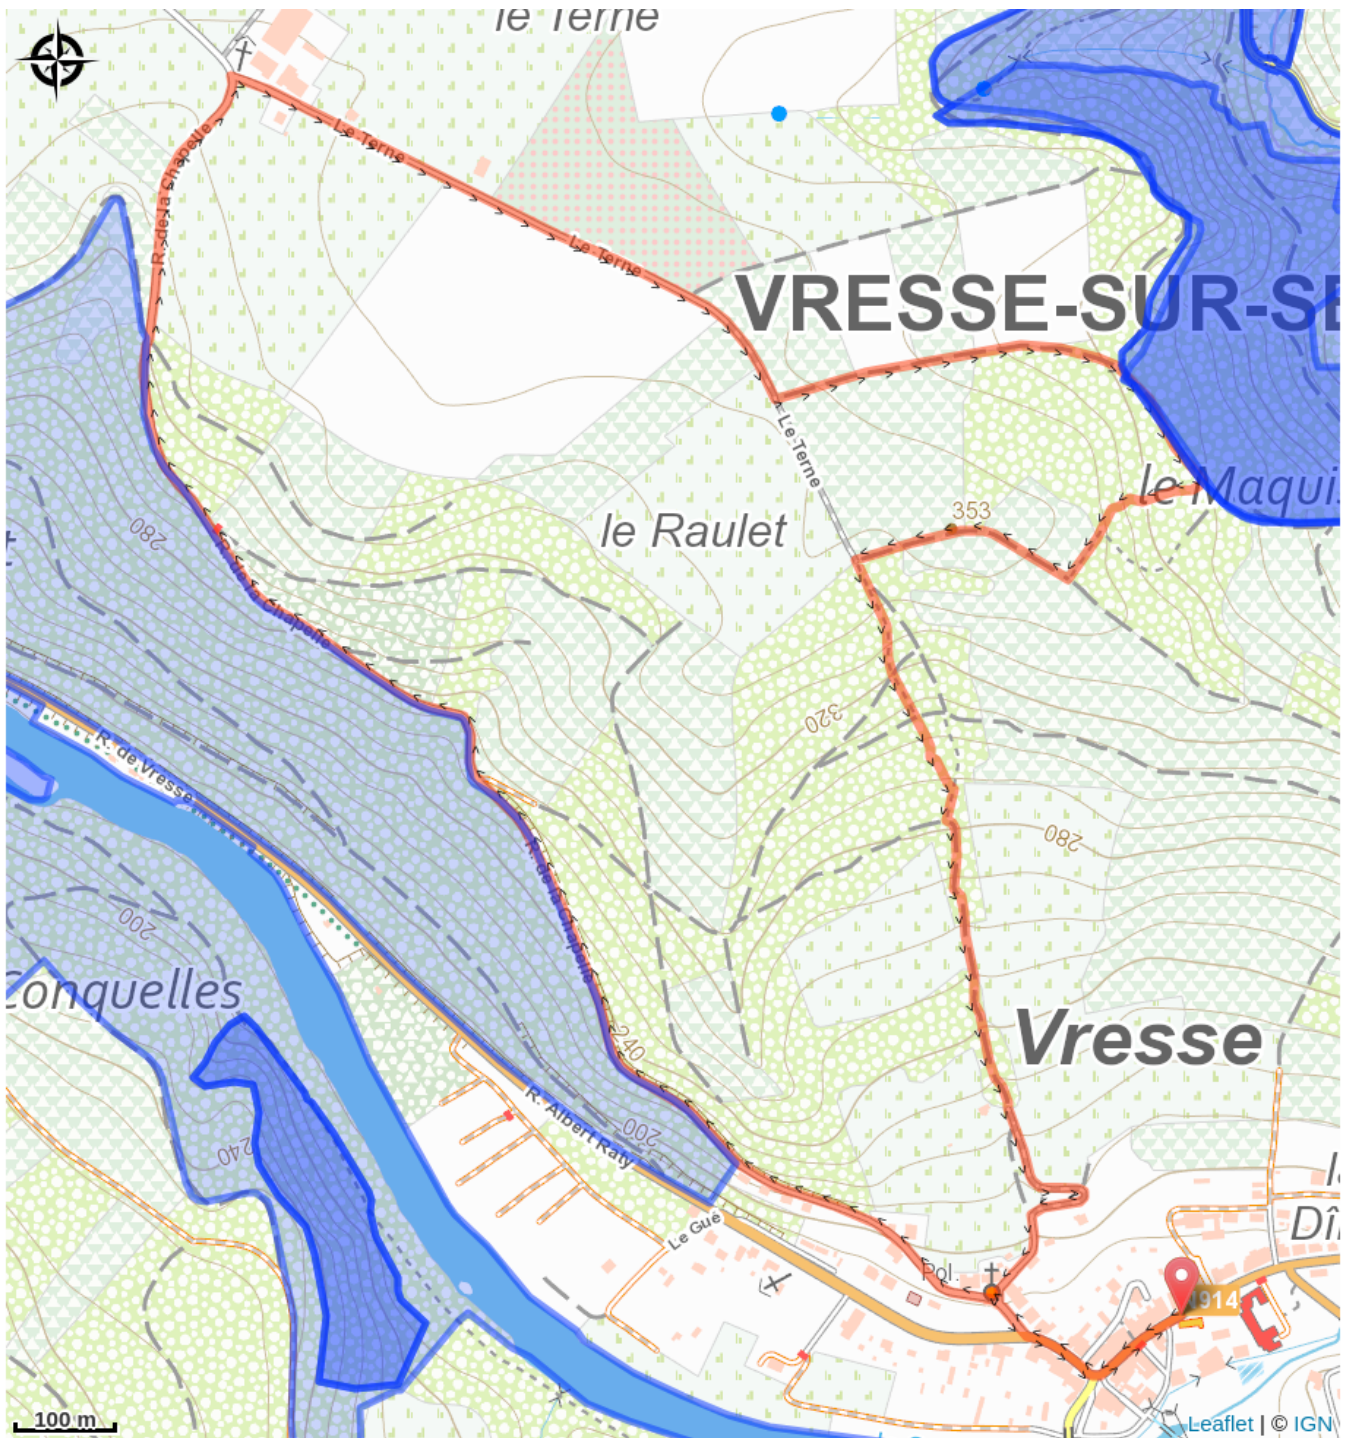 le Terne
R. de la Chapelle
Le Terne
Le Terne
VRESSE-SUR-SE
Le Terne
le Maqui
353
280
le Raulet
t
R. de la Chapelle
320
R. de Vresse
280
R. de la Chapelle
200
Conquelles
240
Vresse
R. Albert Raty
200
240
Le Gué
Dî
Pol.
914
100 m
Leaflet | © IGN